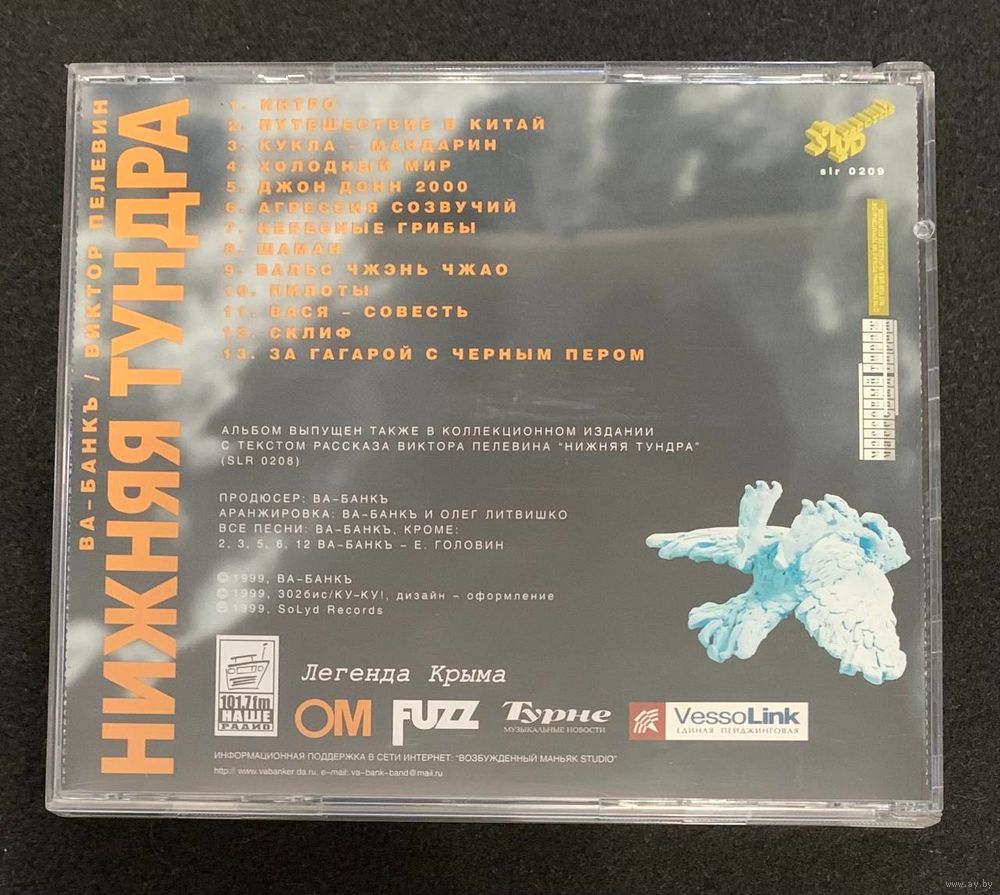 ВА-БАНКЪ / ВИКТОР ПЕЛЕВИН
НИЖНЯЯ ТУНДРА
1. ИНТРО
2. ПУТЕШЕСТВИЕ В КИТАЙ
3. КУКЛА – МАНДАРИН
4. ХОЛОДНЫЙ МИР
5. ДЖОН ДОНН 2000
6. АГРЕССИЯ СОЗВУЧИЙ
7. НЕБЕСНЫЕ ГРИБЫ
8. ШАМАН
9. ВАЛЬС ЧЖЭНЬ ЧЖАО
10. ПИЛОТЫ
11. ВАСЯ – СОВЕСТЬ
12. СКЛИФ
13. ЗА ГАГАРОЙ С ЧЕРНЫМ ПЕРОМ
slr 0209
АЛЬБОМ ВЫПУЩЕН ТАКЖЕ В КОЛЛЕКЦИОННОМ ИЗДАНИИ
С ТЕКСТОМ РАССКАЗА ВИКТОРА ПЕЛЕВИНА "НИЖНЯЯ ТУНДРА"
(SLR 0208)
ПРОДЮСЕР: ВА-БАНКЪ
АРАНЖИРОВКА: ВА-БАНКЪ И ОЛЕГ ЛИТВИШКО
ВСЕ ПЕСНИ: ВА-БАНКЪ, КРОМЕ:
2, 3, 5, 6, 12 ВА-БАНКЪ – Е. ГОЛОВИН
© 1999, ВА-БАНКЪ
© 1999, 302бис/КУ-КУ!, дизайн – оформление
℗ 1999, SoLyd Records
101.7 fm
НАШЕ
РАДИО
Легенда Крыма
ОМ
FUZZ
Турне
МУЗЫКАЛЬНЫЕ НОВОСТИ
VessoLink
ЕДИНАЯ ПЕЙДЖИНГОВАЯ
ИНФОРМАЦИОННАЯ ПОДДЕРЖКА В СЕТИ ИНТЕРНЕТ: "ВОЗБУЖДЕННЫЙ МАНЬЯК STUDIO"
http:// www.vabanker.da.ru, e-mail: va-bank-band@mail.ru
www.ay.by